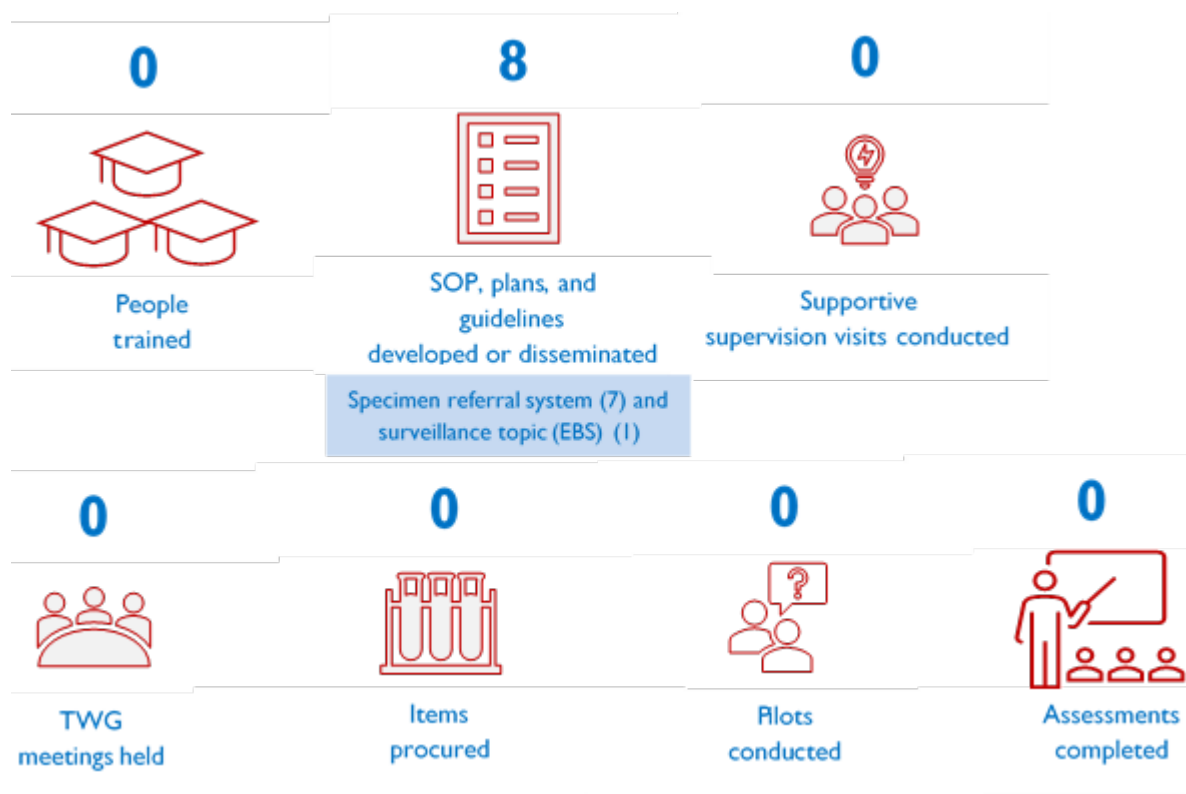 0
8
0
People
trained
SOP, plans, and
guidelines
developed or disseminated
Supportive
supervision visits conducted
Specimen referral system (7) and
surveillance topic (EBS) (1)
0
0
0
0
?
TWG
meetings held
Items
procured
Pilots
conducted
Assessments
completed